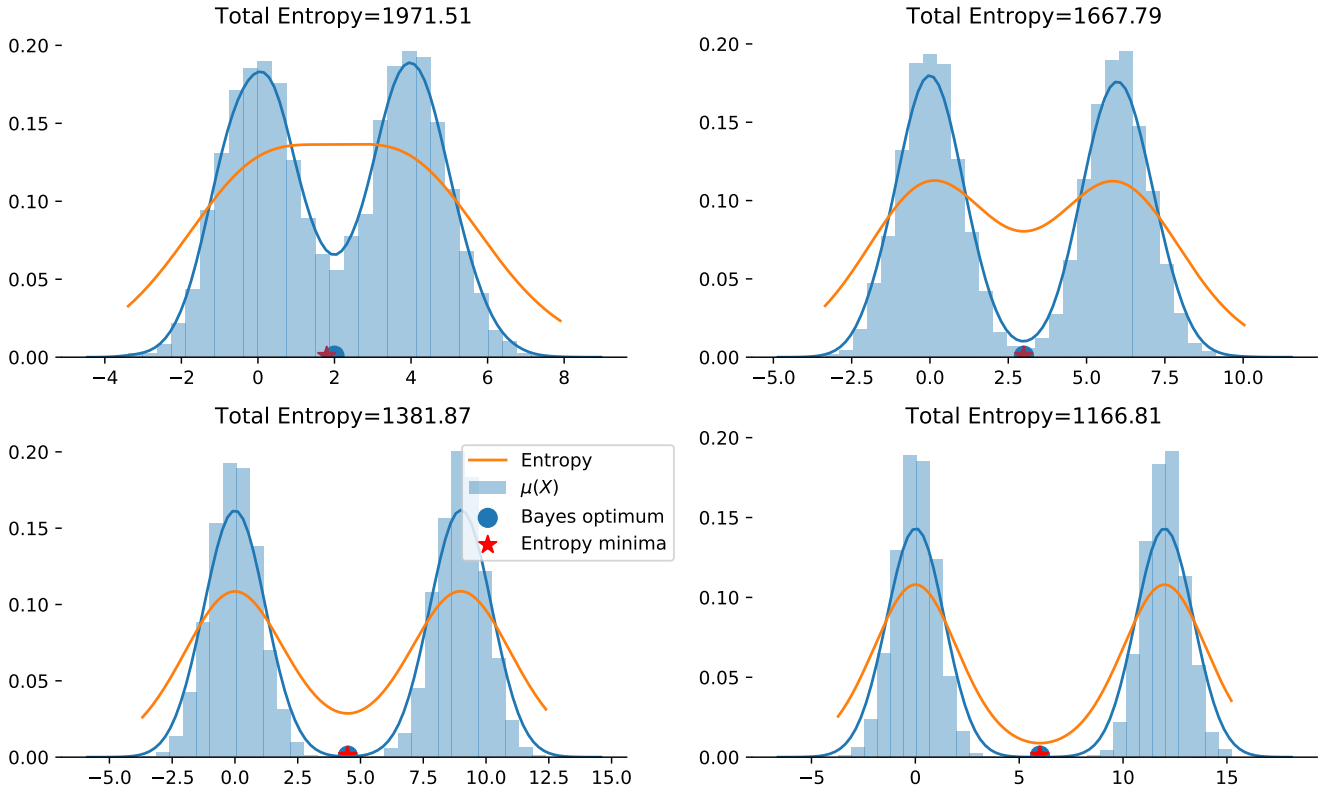 Total Entropy=1971.51
0.20
0.15
0.10
0.05
0.00
−4 −2 0 2 4 6 8
Total Entropy=1667.79
0.20
0.15
0.10
0.05
0.00
−5.0 −2.5 0.0 2.5 5.0 7.5 10.0
Total Entropy=1381.87
0.20
0.15
0.10
0.05
0.00
−5.0 −2.5 0.0 2.5 5.0 7.5 10.0 12.5 15.0
Entropy
μ(X)
Bayes optimum
Entropy minima
Total Entropy=1166.81
0.20
0.15
0.10
0.05
0.00
−5 0 5 10 15